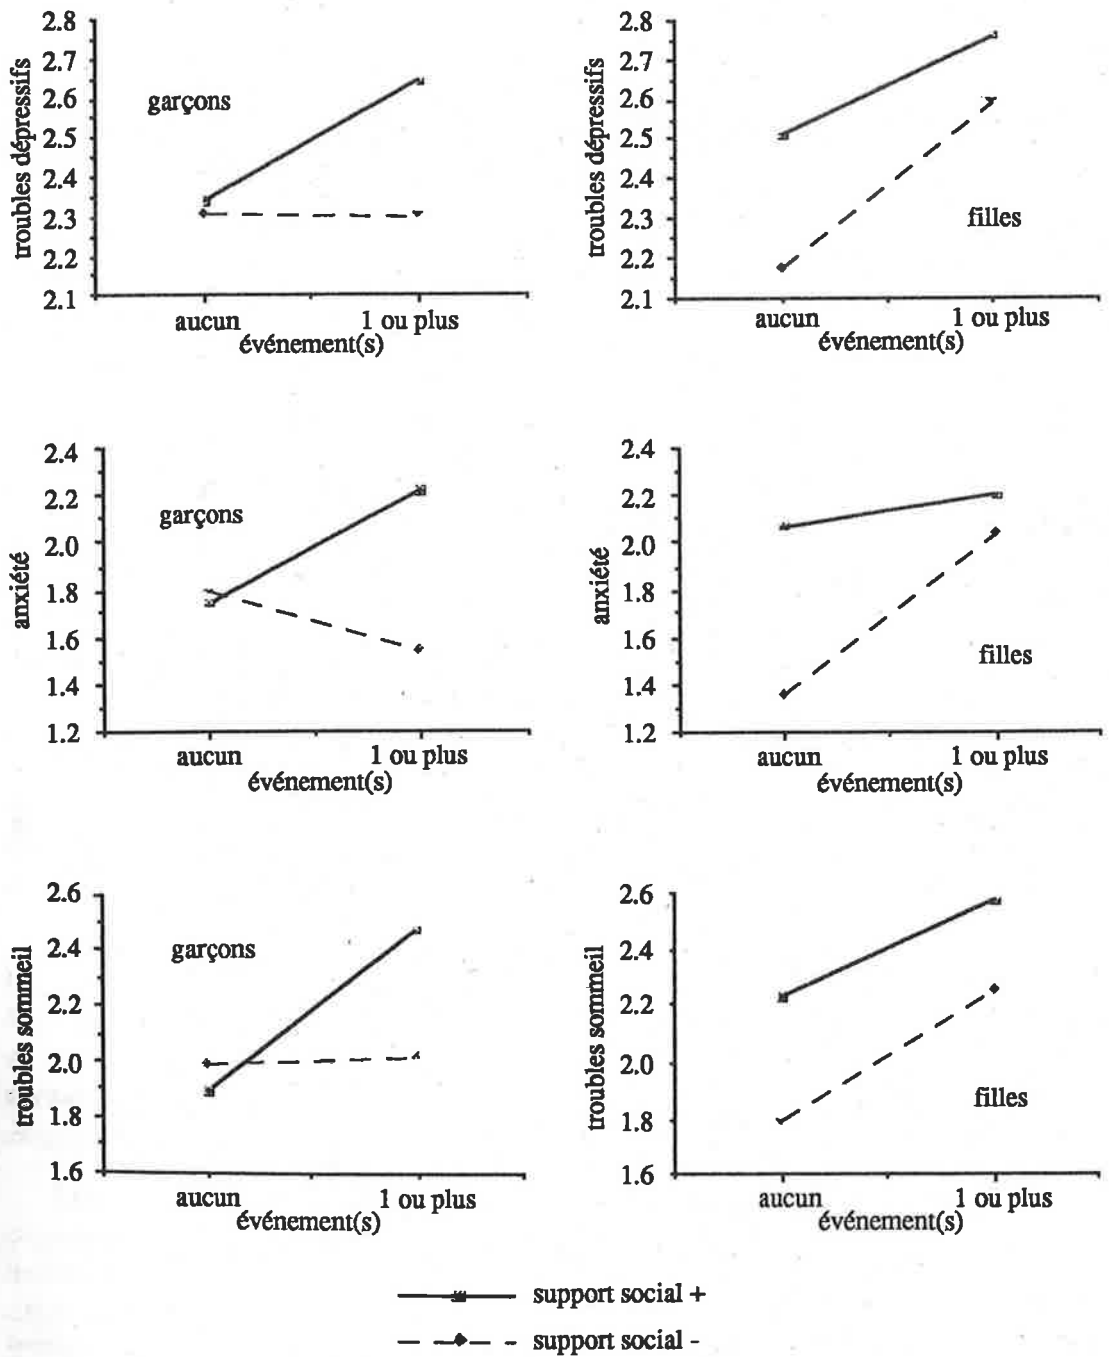 2.8
2.7
2.6
2.5
2.4
2.3
2.2
2.1
troubles dépressifs
garçons
aucun 1 ou plus
événement(s)
2.8
2.7
2.6
2.5
2.4
2.3
2.2
2.1
troubles dépressifs
filles
aucun 1 ou plus
événement(s)
2.4
2.2
2.0
1.8
1.6
1.4
1.2
anxiété
garçons
aucun 1 ou plus
événement(s)
2.4
2.2
2.0
1.8
1.6
1.4
1.2
anxiété
filles
aucun 1 ou plus
événement(s)
2.6
2.4
2.2
2.0
1.8
1.6
troubles sommeil
garçons
aucun 1 ou plus
événement(s)
2.6
2.4
2.2
2.0
1.8
1.6
troubles sommeil
filles
aucun 1 ou plus
événement(s)
support social +
support social -